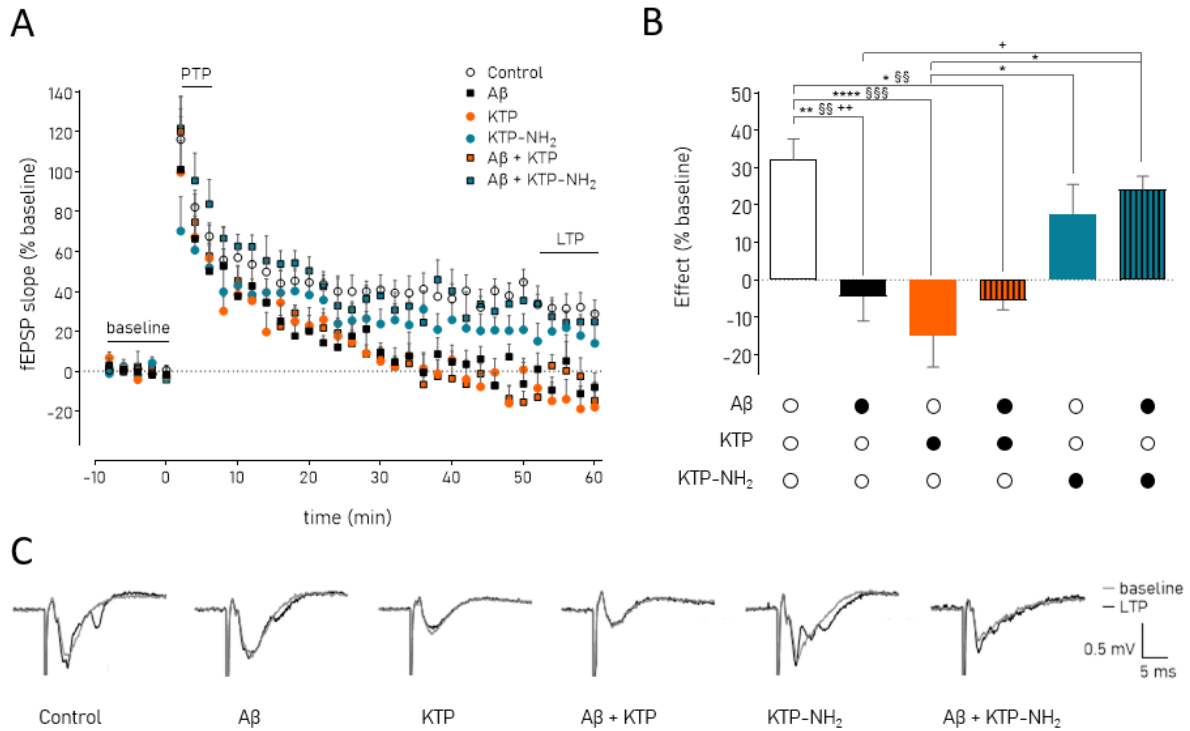 A
PTP
baseline
LTP
Control
Aβ
KTP
KTP-NH₂
Aβ + KTP
Aβ + KTP-NH₂
fEPSP slope (% baseline)
140
120
100
80
60
40
20
0
-20
-10 0 10 20 30 40 50 60
time (min)
B
+
*
*
* §§
**** §§§
** §§ ++
Effect (% baseline)
50
40
30
20
10
0
-10
-20
Aβ
KTP
KTP-NH₂
C
baseline
LTP
0.5 mV
5 ms
Control Aβ KTP Aβ + KTP KTP-NH₂ Aβ + KTP-NH₂